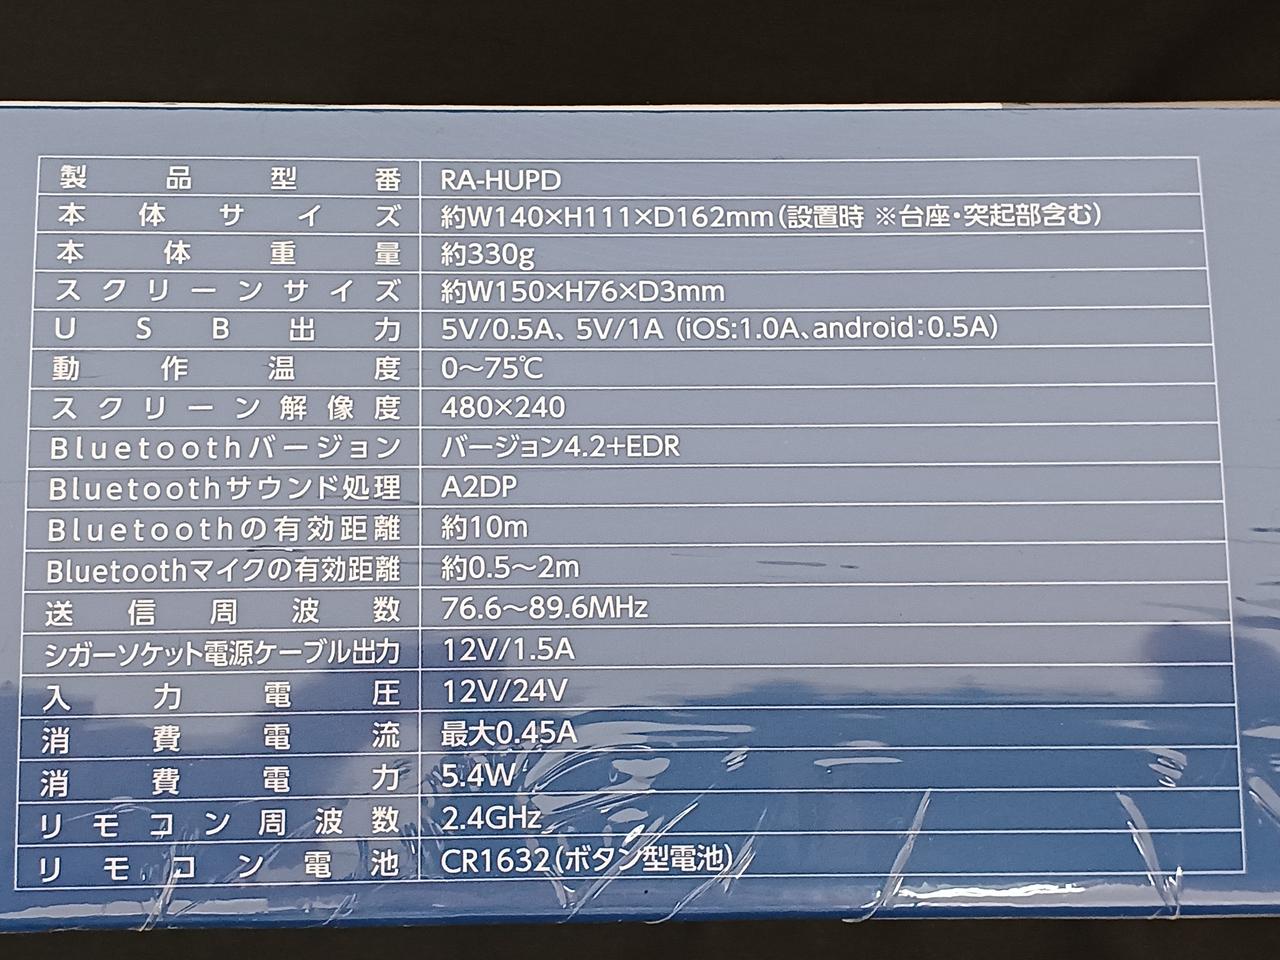 製品型番 RA-HUPD
本体サイズ 約W140×H111×D162mm(設置時 ※台座・突起部含む)
本体重量 約330g
スクリーンサイズ 約W150×H76×D3mm
USB出力 5V/0.5A、5V/1A (iOS:1.0A、android:0.5A)
動作温度 0〜75℃
スクリーン解像度 480×240
Bluetoothバージョン バージョン4.2+EDR
Bluetoothサウンド処理 A2DP
Bluetoothの有効距離 約10m
Bluetoothマイクの有効距離 約0.5〜2m
送信周波数 76.6〜89.6MHz
シガーソケット電源ケーブル出力 12V/1.5A
入力電圧 12V/24V
消費電流 最大0.45A
消費電力 5.4W
リモコン周波数 2.4GHz
リモコン電池 CR1632(ボタン型電池)